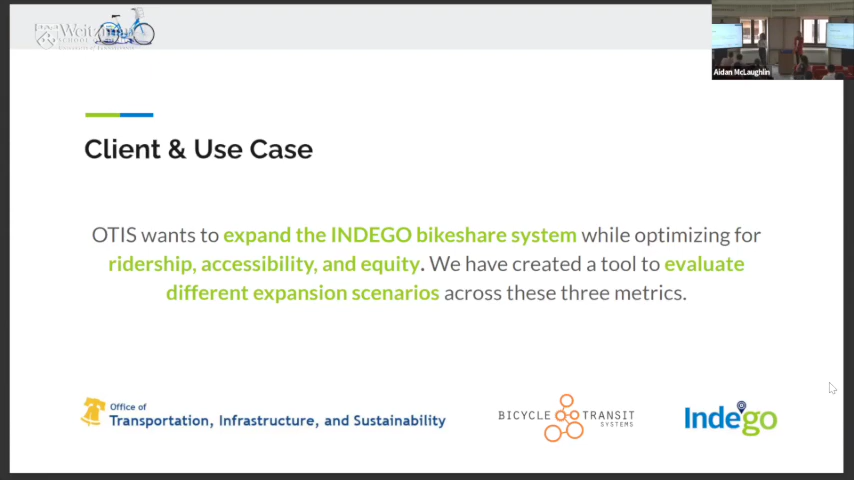 Weitzman
Aidan McLaughlin
Client & Use Case
OTIS wants to expand the INDEGO bikeshare system while optimizing for
ridership, accessibility, and equity. We have created a tool to evaluate
different expansion scenarios across these three metrics.
Office of
Transportation, Infrastructure, and Sustainability
BICYCLE TRANSIT
SYSTEMS
Indego